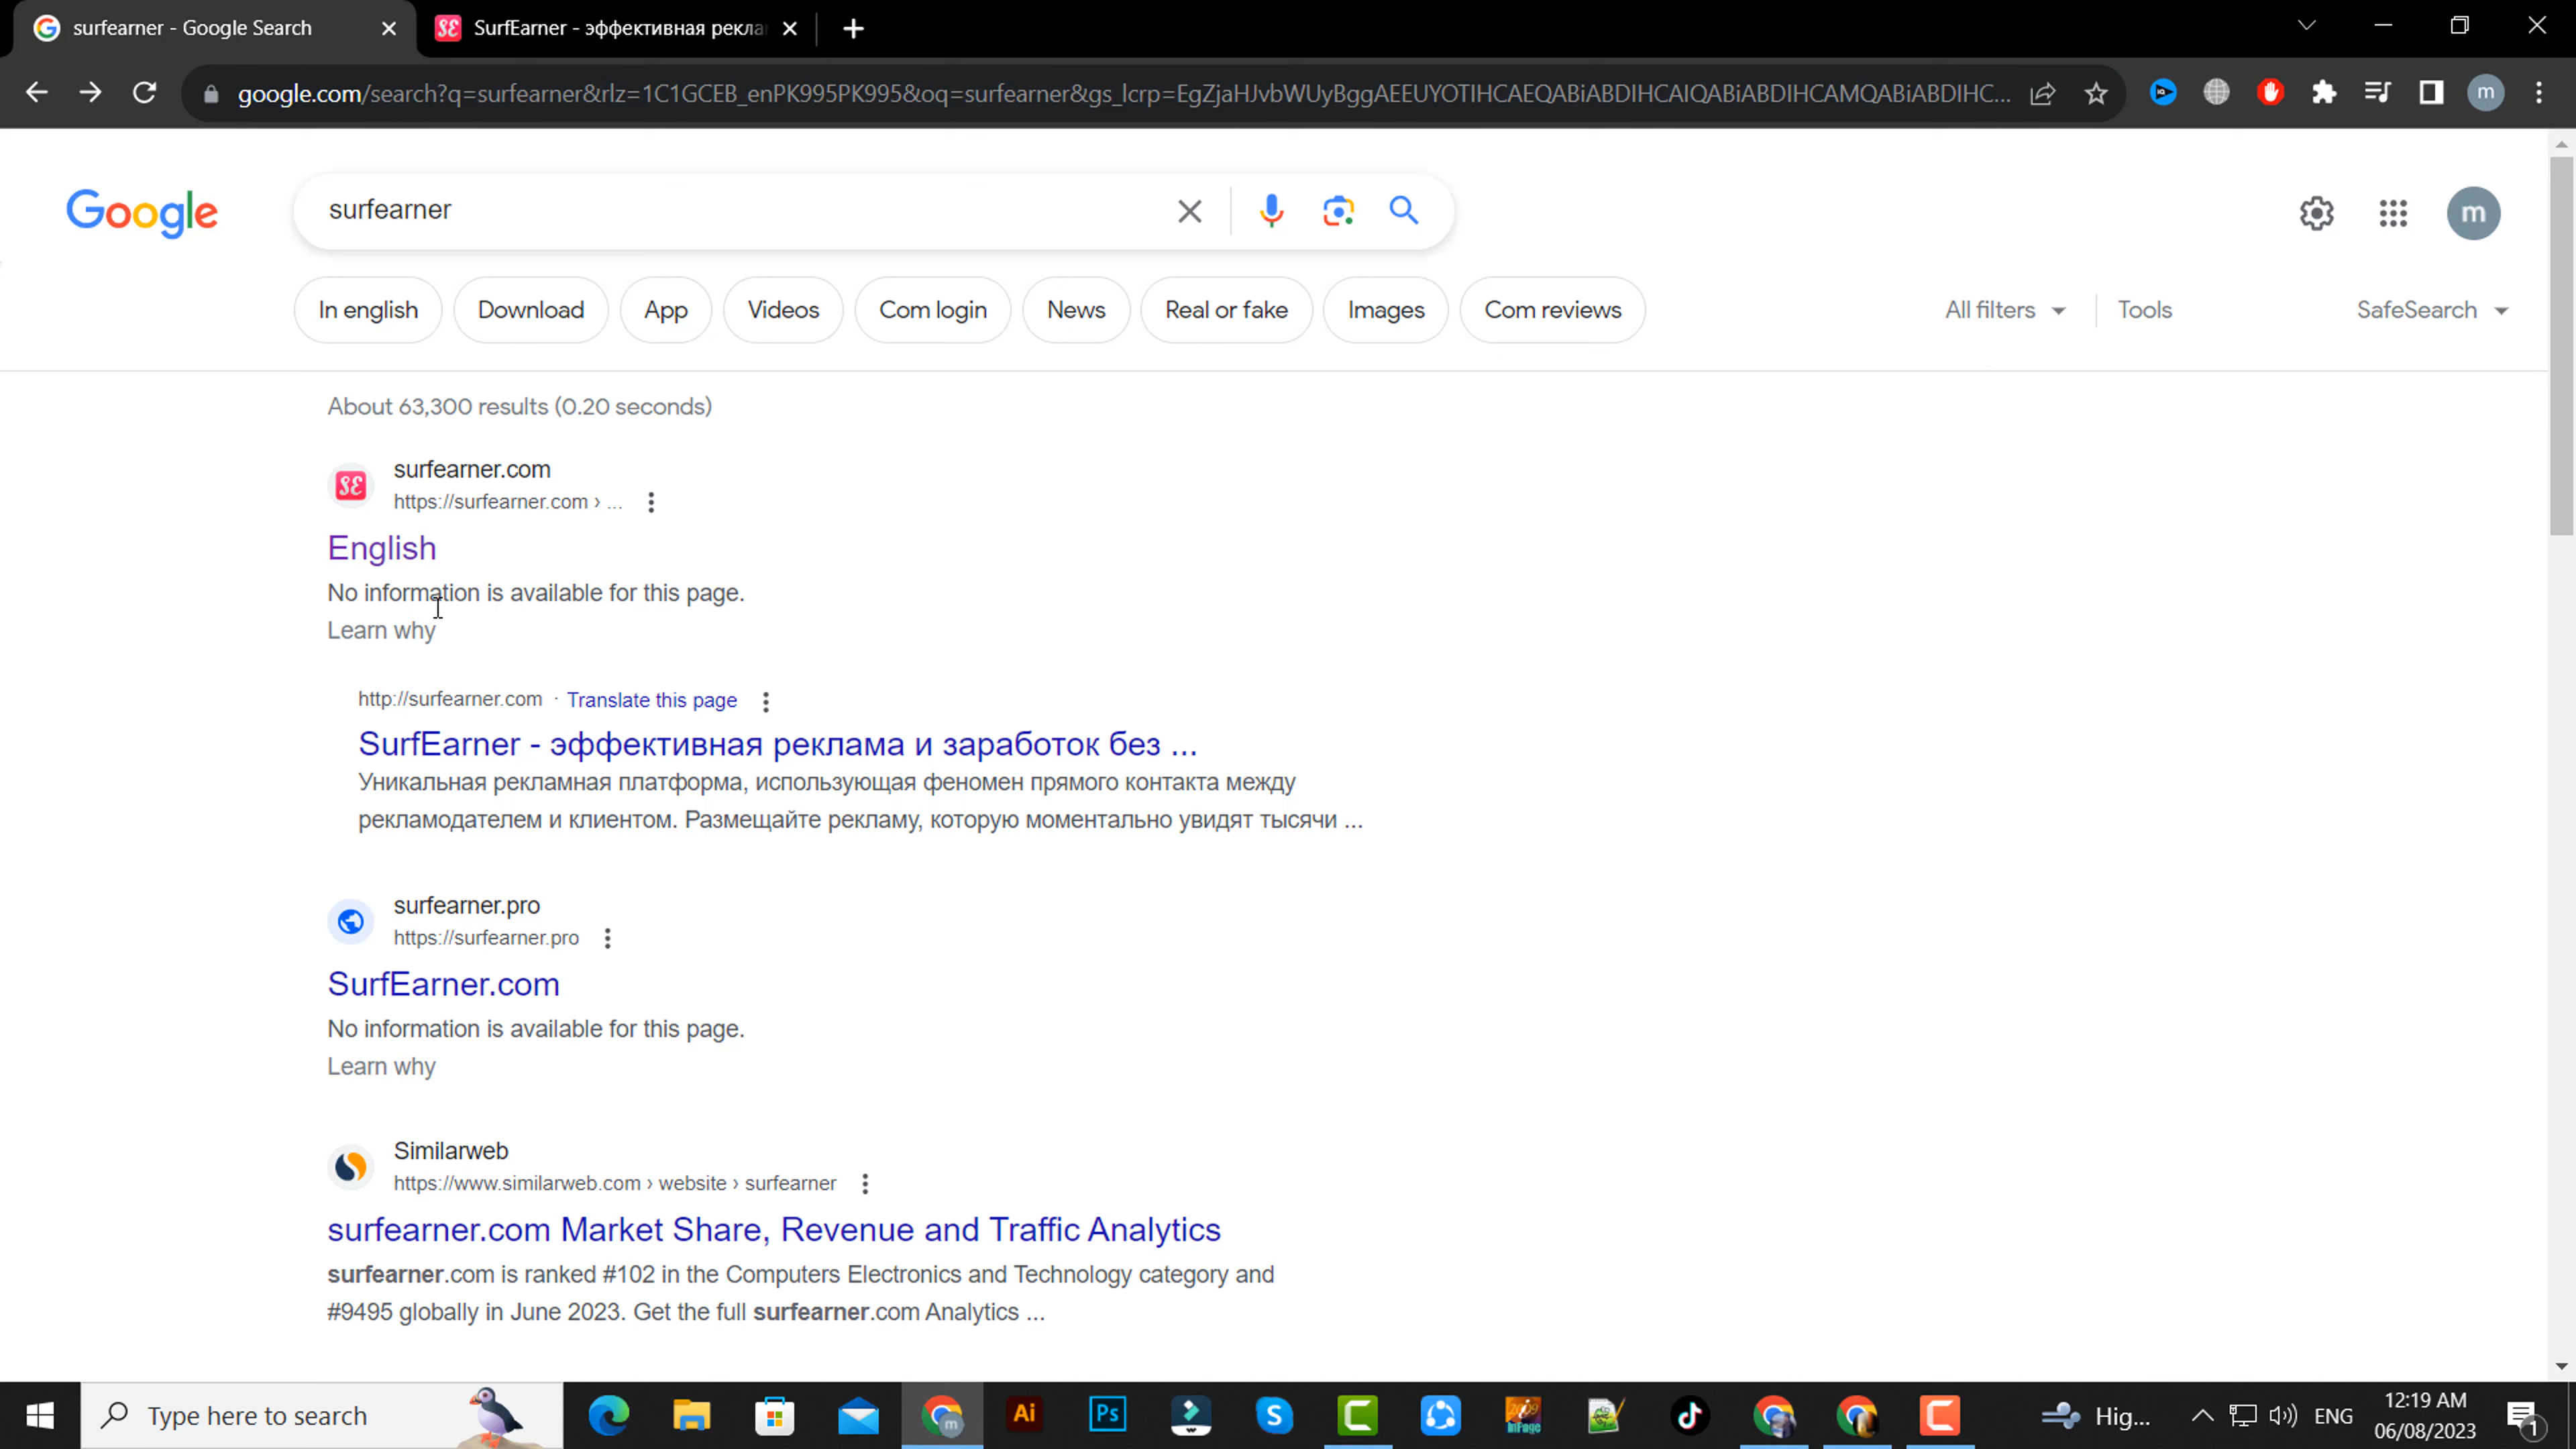 surfearner - Google Search
SurfEarner - эффективная рекла
google.com/search?q=surfearner&rlz=1C1GCEB_enPK995PK995&oq=surfearner&gs_lcrp=EgZjaHJvbWUyBggAEEUYOTIHCAEQABiABDIHCAIQABiABDIHCAMQABiABDIHC...
m
Google
surfearner
m
In english
Download
App
Videos
Com login
News
Real or fake
Images
Com reviews
All filters
Tools
SafeSearch
About 63,300 results (0.20 seconds)
surfearner.com
https://surfearner.com › ...
English
No information is available for this page.
Learn why
http://surfearner.com · Translate this page
SurfEarner - эффективная реклама и заработок без ...
Уникальная рекламная платформа, использующая феномен прямого контакта между
рекламодателем и клиентом. Размещайте рекламу, которую моментально увидят тысячи ...
surfearner.pro
https://surfearner.pro
SurfEarner.com
No information is available for this page.
Learn why
Similarweb
https://www.similarweb.com › website › surfearner
surfearner.com Market Share, Revenue and Traffic Analytics
surfearner.com is ranked #102 in the Computers Electronics and Technology category and
#9495 globally in June 2023. Get the full surfearner.com Analytics ...
Type here to search
Ai
Ps
Hig...
ENG
12:19 AM
06/08/2023
1